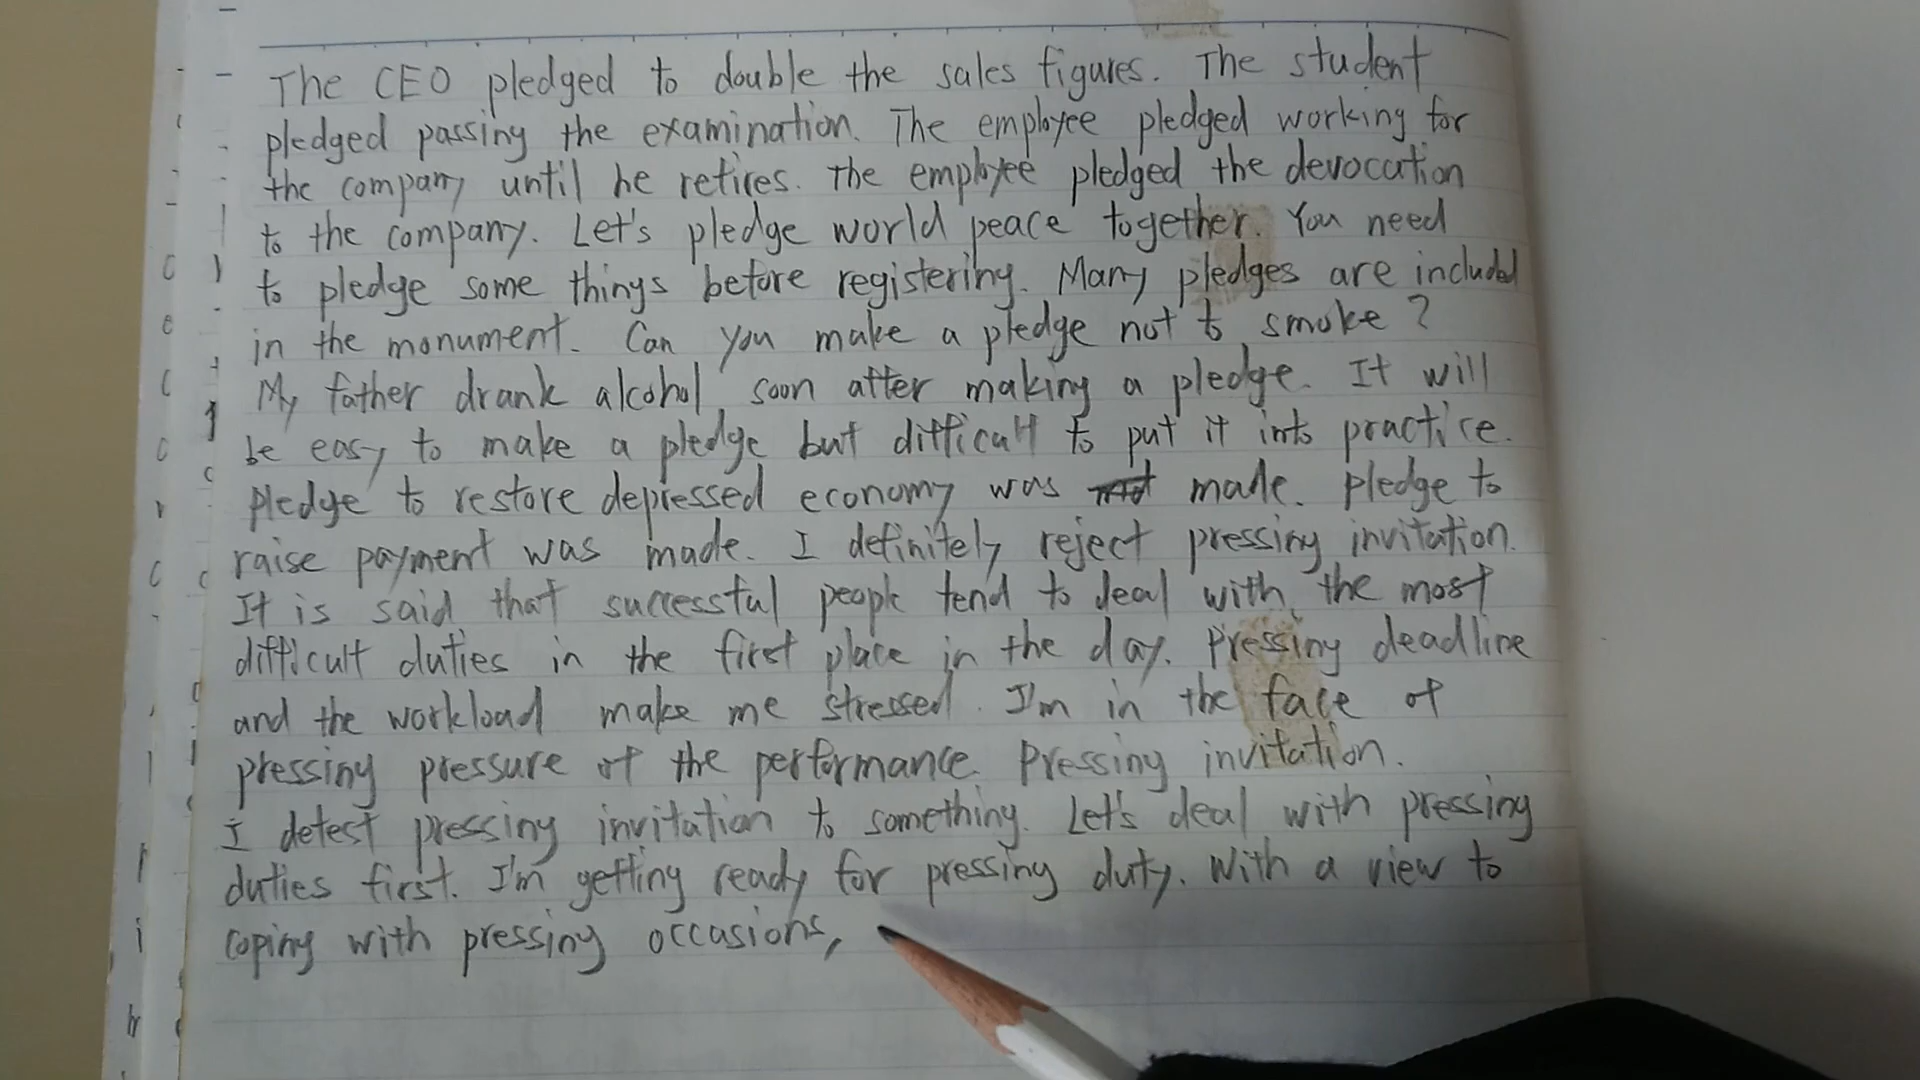 The CEO pledged to double the sales figures. The student
pledged passing the examination. The employee pledged working for
the company until he retires. The employee pledged the devocation
to the company. Let's pledge world peace together. You need
to pledge some things before registering. Many pledges are included
in the monument. Can you make a pledge not to smoke?
My father drank alcohol soon after making a pledge. It will
be easy to make a pledge but difficult to put it into practice.
Pledge to restore depressed economy was made. Pledge to
raise payment was made. I definitely reject pressing invitation.
It is said that successful people tend to deal with the most
difficult duties in the first place in the day. Pressing deadline
and the workload make me stressed. I'm in the face of
pressing pressure of the performance. Pressing invitation.
I detest pressing invitation to something. Let's deal with pressing
duties first. I'm getting ready for pressing duty. With a view to
coping with pressing occasions,